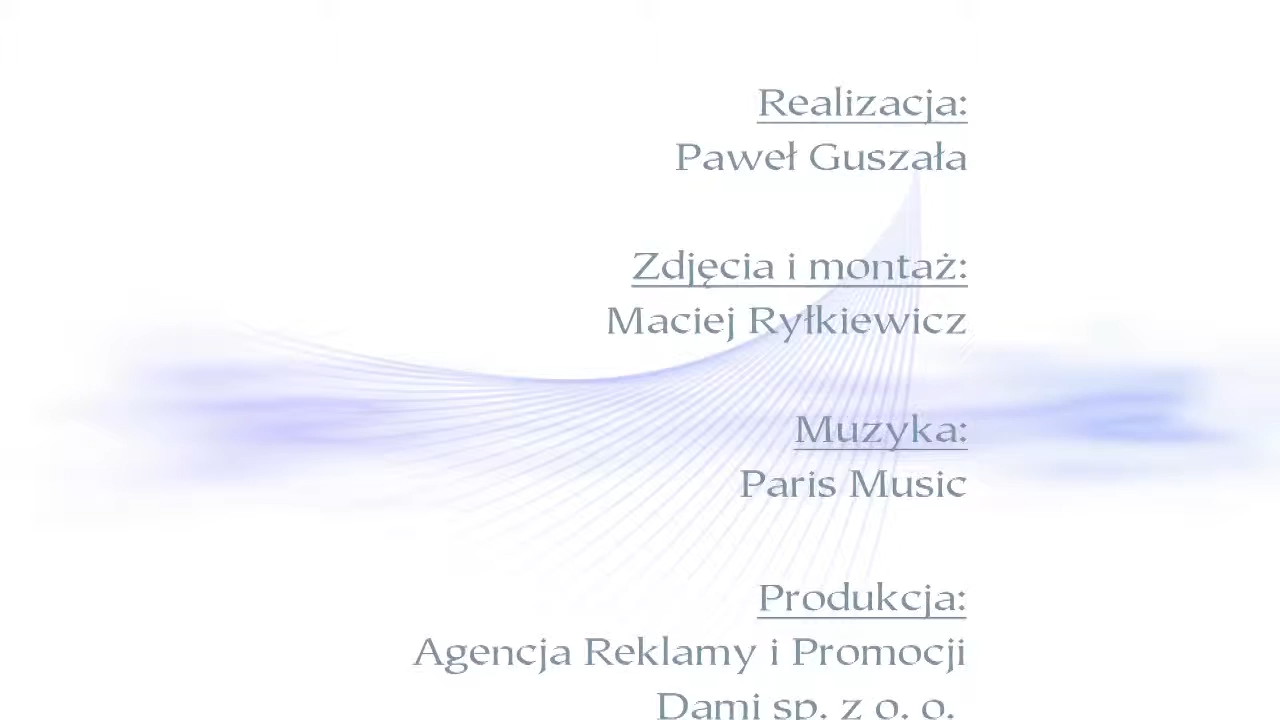 Realizacja:
Paweł Guszała
Zdjęcia i montaż:
Maciej Ryłkiewicz
Muzyka:
Paris Music
Produkcja:
Agencja Reklamy i Promocji
Dami sp. z o. o.